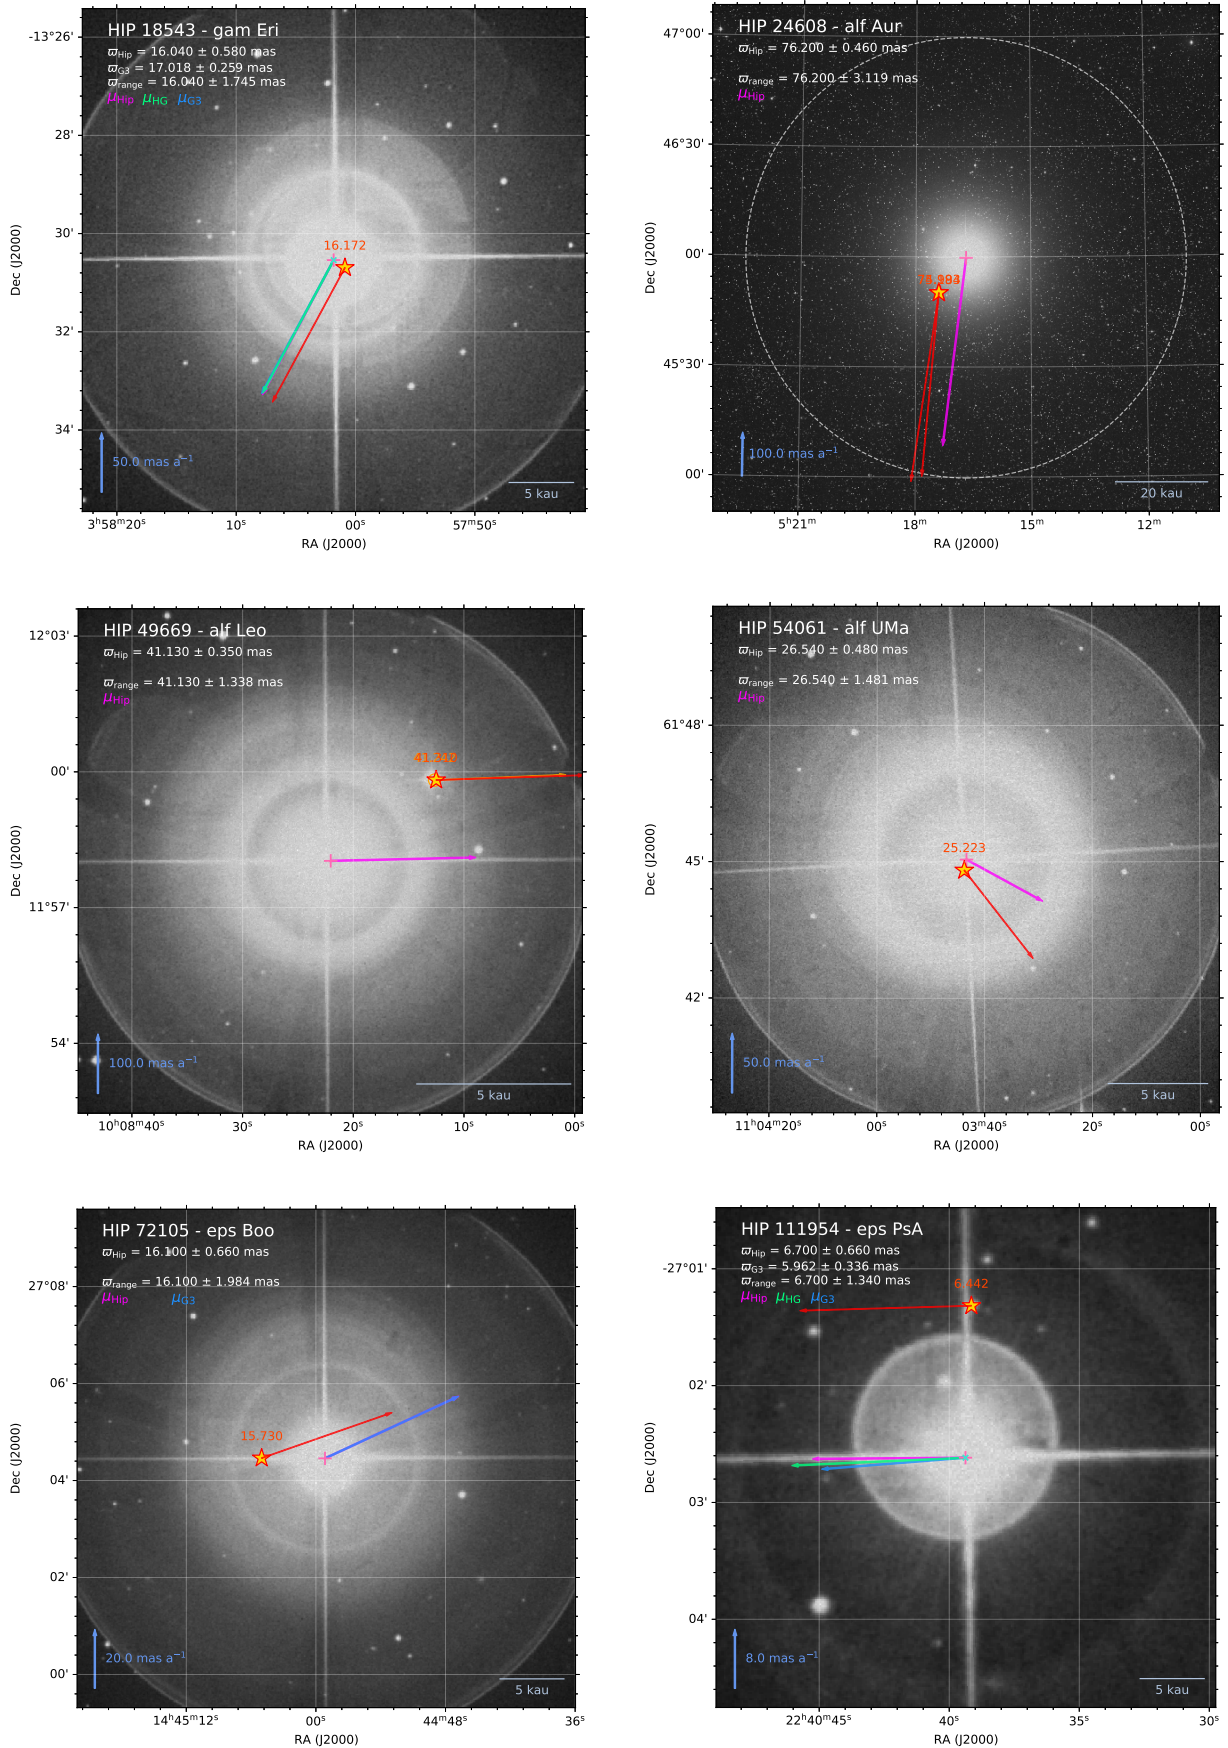 HIP 18543 - gam Eri
ϖHip = 16.040 ± 0.580 mas
ϖG3 = 17.018 ± 0.259 mas
ϖrange = 16.040 ± 1.745 mas
μHip μHG μG3
-13°26'
28'
30'
32'
34'
Dec (J2000)
16.172
50.0 mas a⁻¹
5 kau
3ʰ58ᵐ20ˢ 10ˢ 00ˢ 57ᵐ50ˢ
RA (J2000)
HIP 24608 - alf Aur
ϖHip = 76.200 ± 0.460 mas
ϖrange = 76.200 ± 3.119 mas
μHip
47°00'
46°30'
00'
45°30'
00'
Dec (J2000)
100.0 mas a⁻¹
20 kau
5ʰ21ᵐ 18ᵐ 15ᵐ 12ᵐ
RA (J2000)
HIP 49669 - alf Leo
ϖHip = 41.130 ± 0.350 mas
ϖrange = 41.130 ± 1.338 mas
μHip
12°03'
00'
11°57'
54'
Dec (J2000)
100.0 mas a⁻¹
5 kau
10ʰ08ᵐ40ˢ 30ˢ 20ˢ 10ˢ 00ˢ
RA (J2000)
HIP 54061 - alf UMa
ϖHip = 26.540 ± 0.480 mas
ϖrange = 26.540 ± 1.481 mas
μHip
61°48'
45'
42'
Dec (J2000)
25.223
50.0 mas a⁻¹
5 kau
11ʰ04ᵐ20ˢ 00ˢ 03ᵐ40ˢ 20ˢ 00ˢ
RA (J2000)
HIP 72105 - eps Boo
ϖHip = 16.100 ± 0.660 mas
ϖrange = 16.100 ± 1.984 mas
μHip μG3
27°08'
06'
04'
02'
00'
Dec (J2000)
15.730
20.0 mas a⁻¹
5 kau
14ʰ45ᵐ12ˢ 00ˢ 44ᵐ48ˢ 36ˢ
RA (J2000)
HIP 111954 - eps PsA
ϖHip = 6.700 ± 0.660 mas
ϖG3 = 5.962 ± 0.336 mas
ϖrange = 6.700 ± 1.340 mas
μHip μHG μG3
-27°01'
02'
03'
04'
Dec (J2000)
6.442
8.0 mas a⁻¹
5 kau
22ʰ40ᵐ45ˢ 40ˢ 35ˢ 30ˢ
RA (J2000)